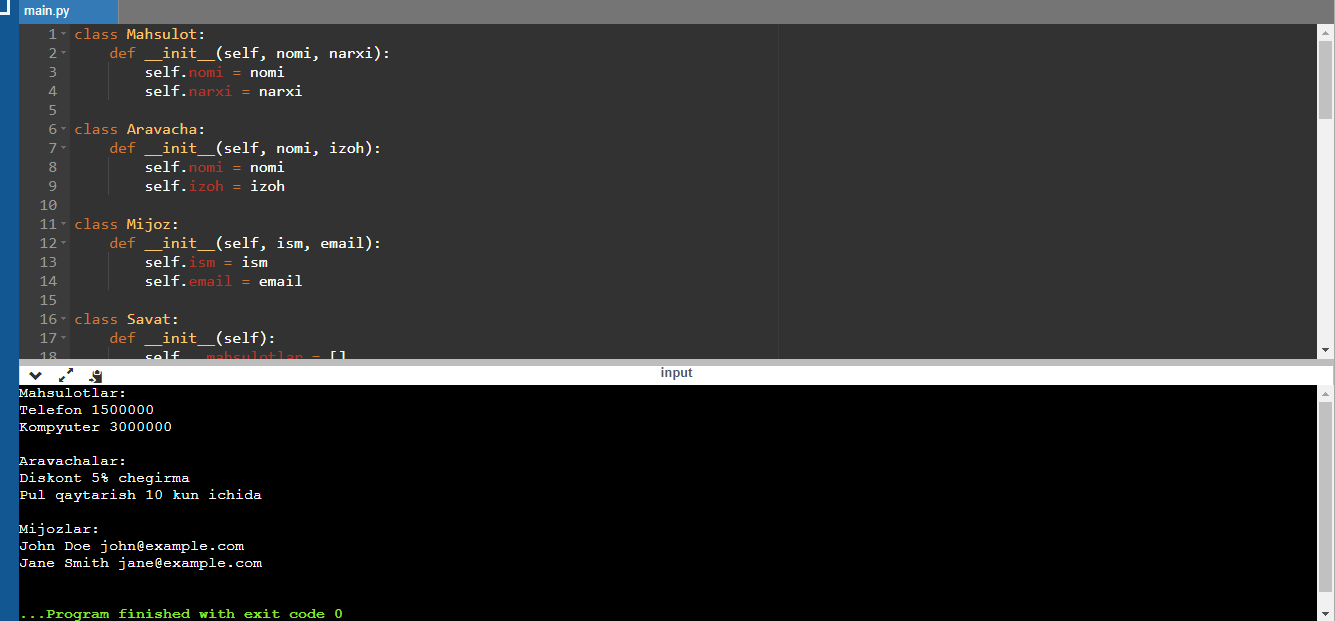 main.py
1 class Mahsulot:
2     def __init__(self, nomi, narxi):
3         self.nomi = nomi
4         self.narxi = narxi
5
6 class Aravacha:
7     def __init__(self, nomi, izoh):
8         self.nomi = nomi
9         self.izoh = izoh
10
11 class Mijoz:
12     def __init__(self, ism, email):
13         self.ism = ism
14         self.email = email
15
16 class Savat:
17     def __init__(self):
18         self.__mahsulotlar = []
input
Mahsulotlar:
Telefon 1500000
Kompyuter 3000000

Aravachalar:
Diskont 5% chegirma
Pul qaytarish 10 kun ichida

Mijozlar:
John Doe john@example.com
Jane Smith jane@example.com

...Program finished with exit code 0